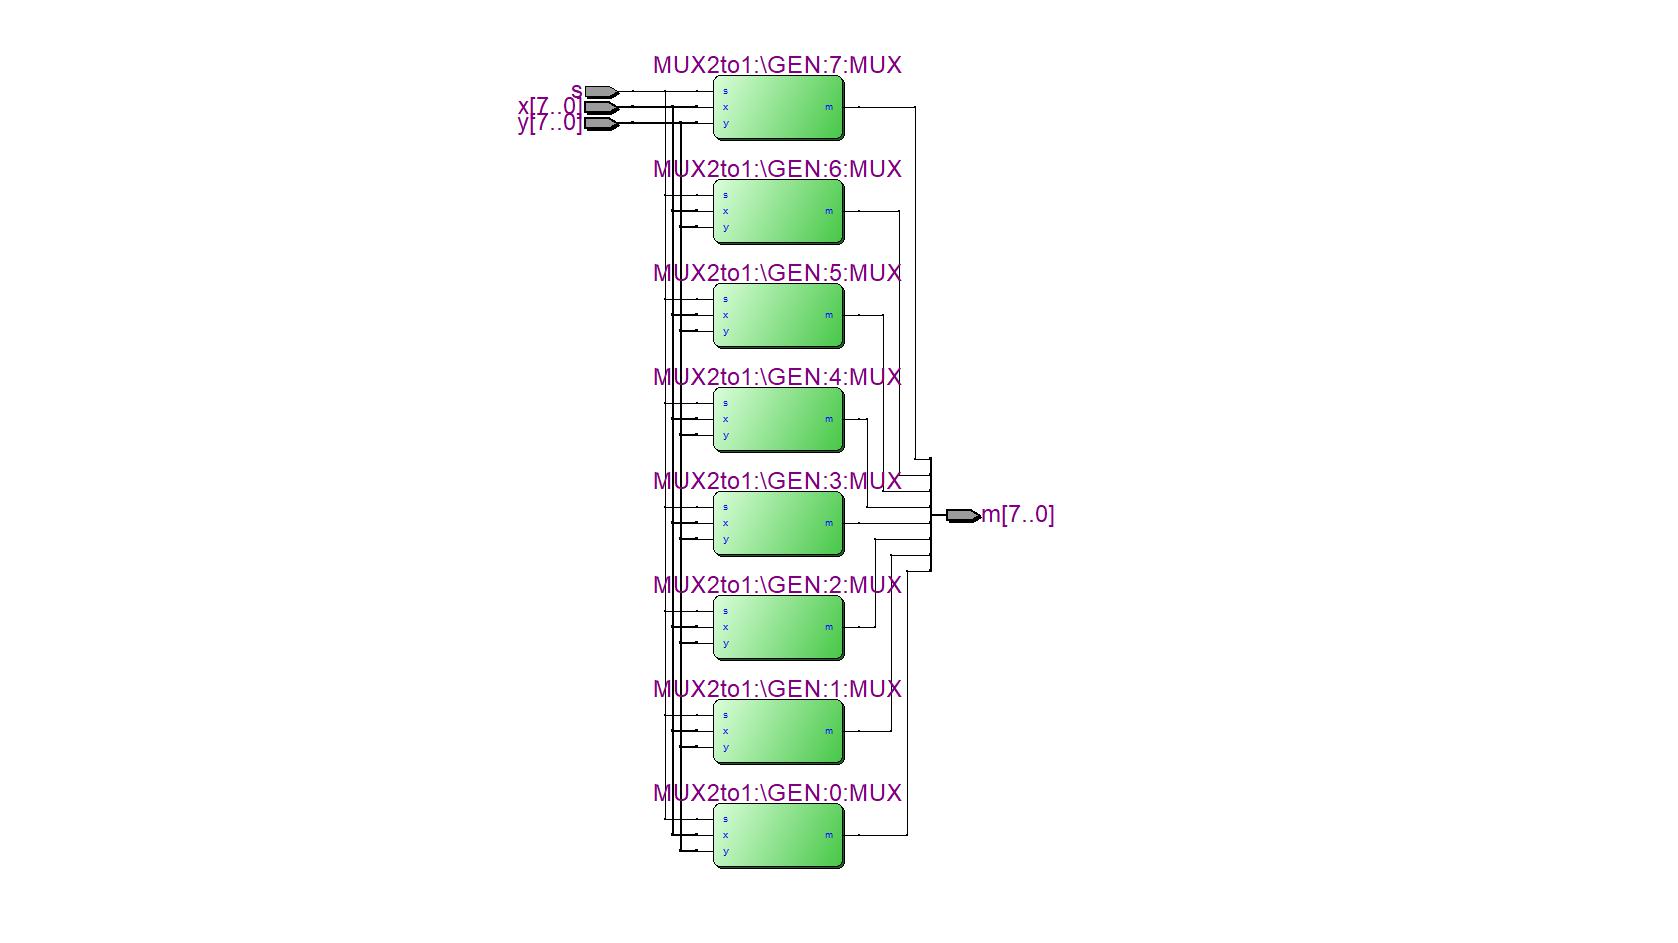 MUX2to1:\GEN:7:MUX
s
x[7..0]
y[7..0]
s
x
m
y
MUX2to1:\GEN:6:MUX
s
x
m
y
MUX2to1:\GEN:5:MUX
s
x
m
y
MUX2to1:\GEN:4:MUX
s
x
m
y
MUX2to1:\GEN:3:MUX
s
x
m
y
m[7..0]
MUX2to1:\GEN:2:MUX
s
x
m
y
MUX2to1:\GEN:1:MUX
s
x
m
y
MUX2to1:\GEN:0:MUX
s
x
m
y